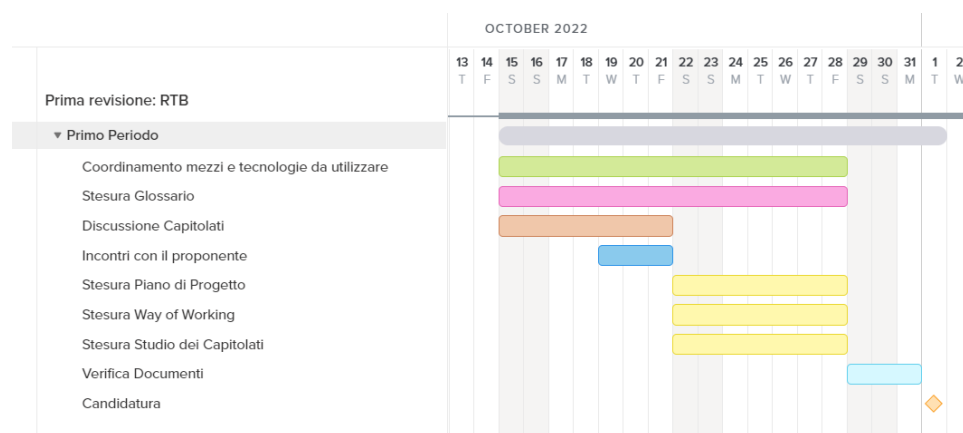 OCTOBER 2022
13 14 15 16 17 18 19 20 21 22 23 24 25 26 27 28 29 30 31 1 2
T F S S M T W T F S S M T W T F S S M T W
Prima revisione: RTB
Primo Periodo
Coordinamento mezzi e tecnologie da utilizzare
Stesura Glossario
Discussione Capitolati
Incontri con il proponente
Stesura Piano di Progetto
Stesura Way of Working
Stesura Studio dei Capitolati
Verifica Documenti
Candidatura